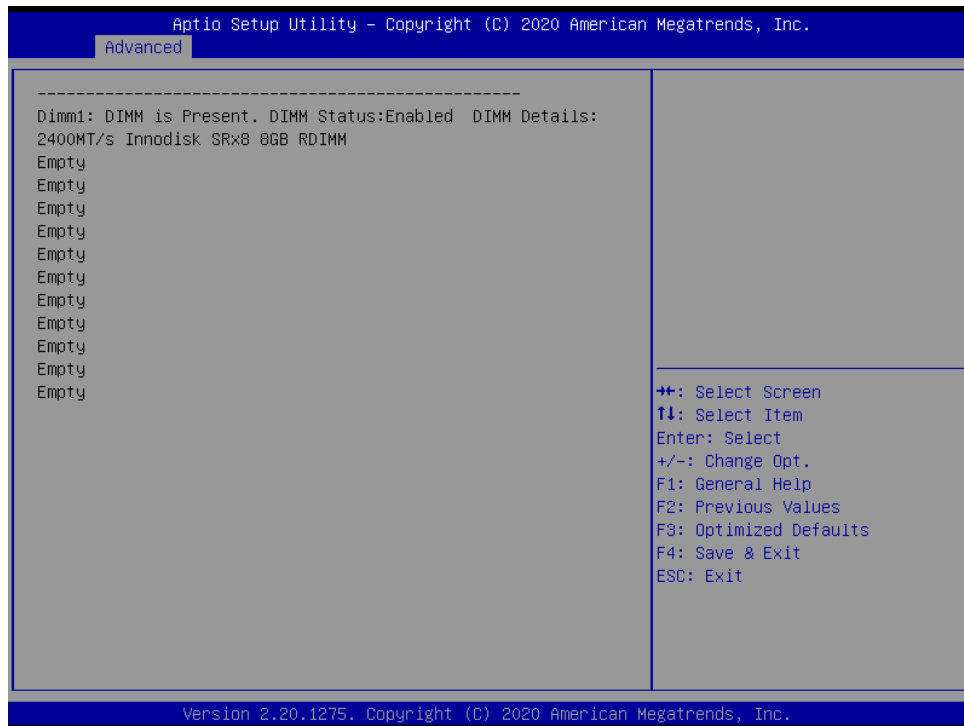 Aptio Setup Utility – Copyright (C) 2020 American Megatrends, Inc.
Advanced
--------------------------------------------------
Dimm1: DIMM is Present. DIMM Status:Enabled DIMM Details:
2400MT/s Innodisk SRx8 8GB RDIMM
Empty
Empty
Empty
Empty
Empty
Empty
Empty
Empty
Empty
Empty
Empty
→←: Select Screen
↑↓: Select Item
Enter: Select
+/-: Change Opt.
F1: General Help
F2: Previous Values
F3: Optimized Defaults
F4: Save & Exit
ESC: Exit
Version 2.20.1275. Copyright (C) 2020 American Megatrends, Inc.